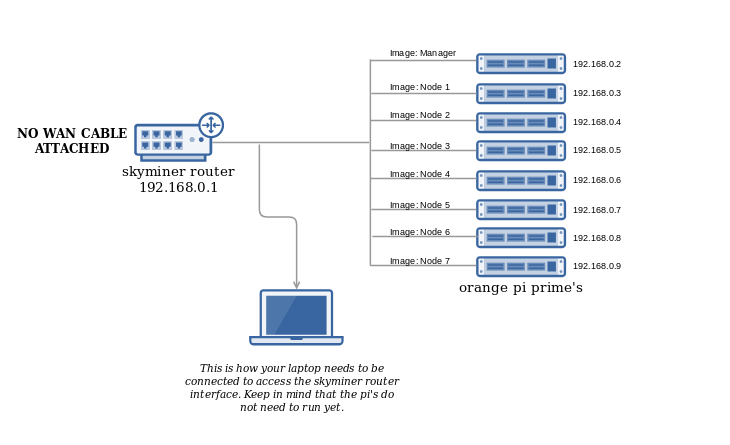 Image: Manager
192.168.0.2
Image: Node 1
192.168.0.3
Image: Node 2
192.168.0.4
NO WAN CABLE
ATTACHED
Image: Node 3
192.168.0.5
skyminer router
192.168.0.1
Image: Node 4
192.168.0.6
Image: Node 5
192.168.0.7
Image: Node 6
192.168.0.8
Image: Node 7
192.168.0.9
orange pi prime's
This is how your laptop needs to be
connected to access the skyminer router
interface. Keep in mind that the pi's do
not need to run yet.